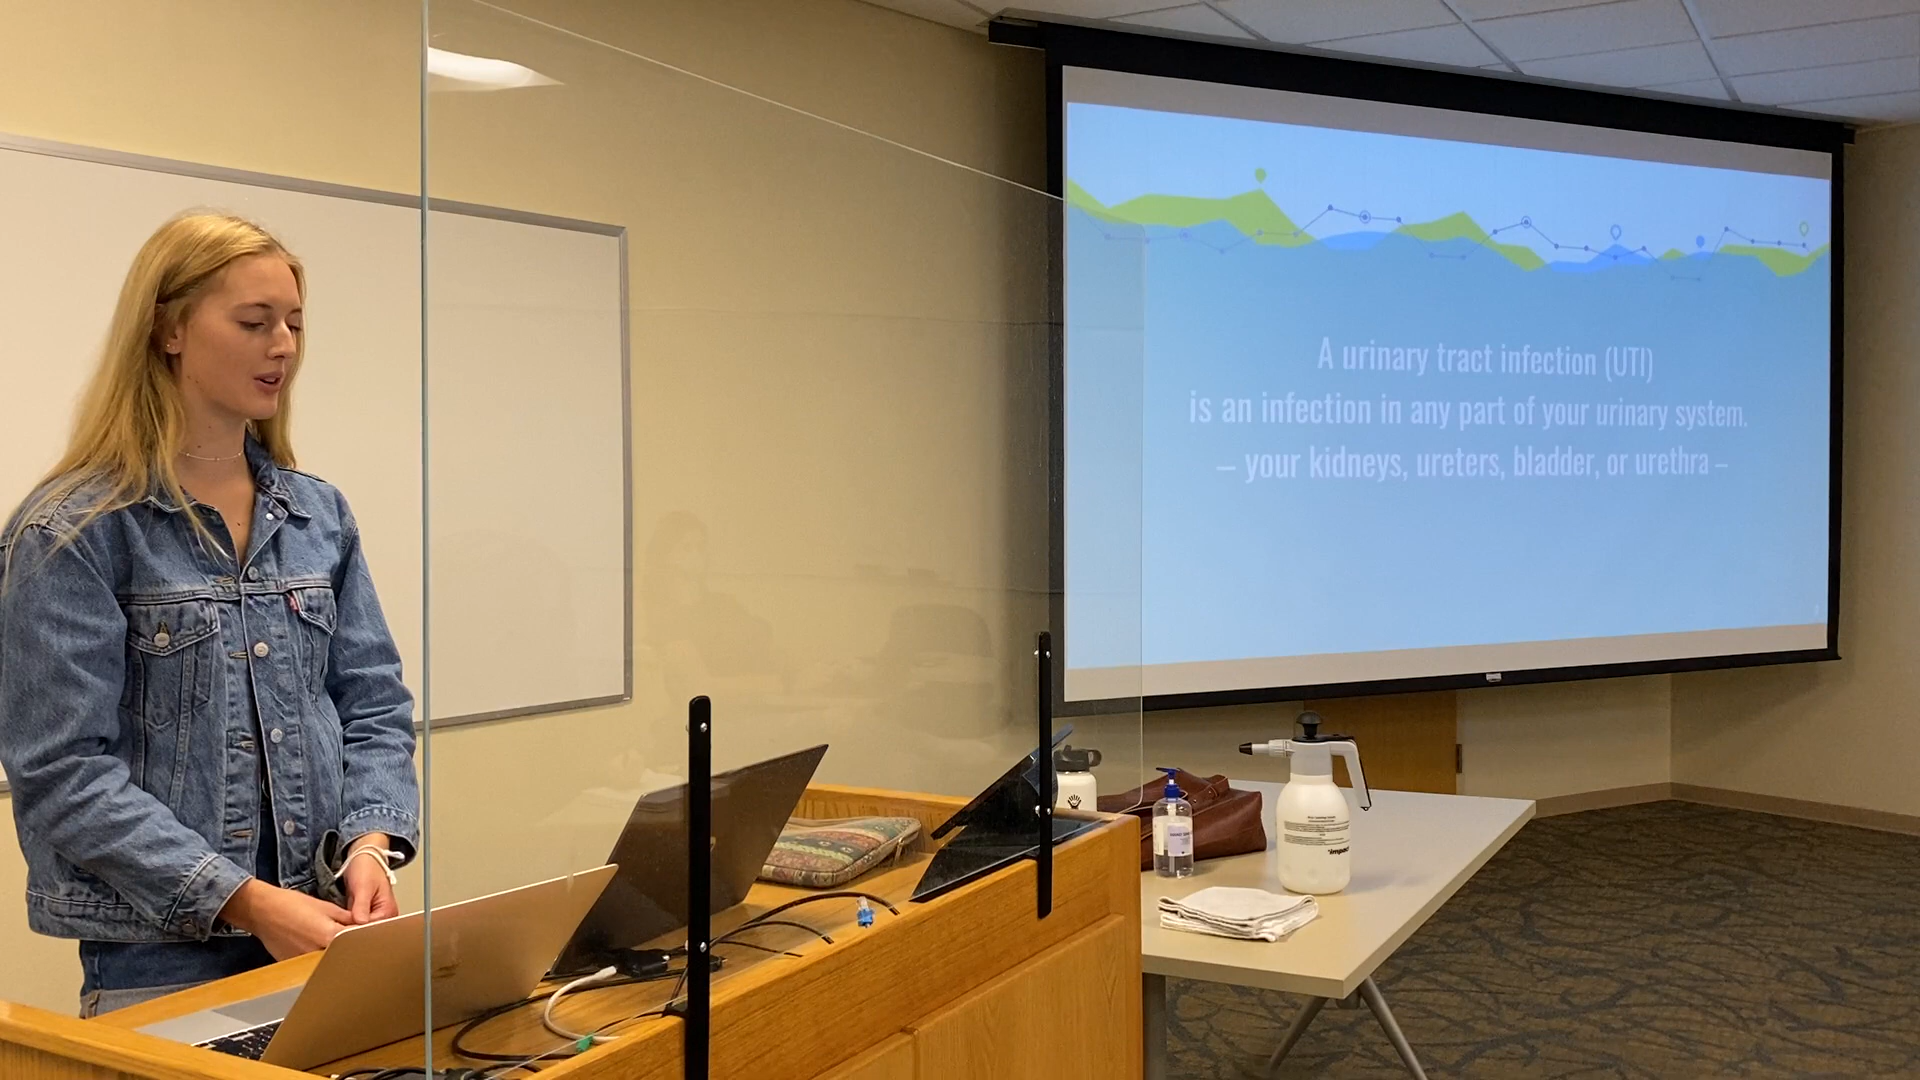 A urinary tract infection (UTI)
is an infection in any part of your urinary system.
– your kidneys, ureters, bladder, or urethra –
impact